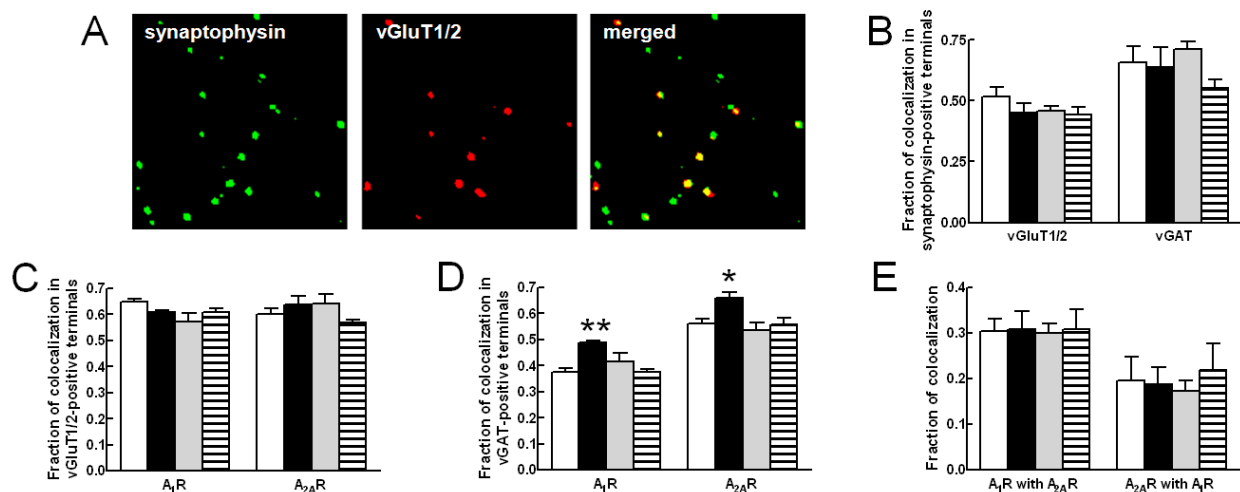 A
synaptophysin
vGluT1/2
merged
B
Fraction of colocalization in
synaptophysin-positive terminals
0.75
0.50
0.25
0.00
vGluT1/2
vGAT
C
Fraction of colocalization in
vGluT1/2-positive terminals
0.7
0.6
0.5
0.4
0.3
0.2
0.1
0.0
A₁R
A₂ₐR
D
Fraction of colocalization in
vGAT-positive terminals
0.7
0.6
0.5
0.4
0.3
0.2
0.1
0.0
**
*
A₁R
A₂ₐR
E
Fraction of colocalization
0.4
0.3
0.2
0.1
0.0
A₁R with A₂ₐR
A₂ₐR with A₁R